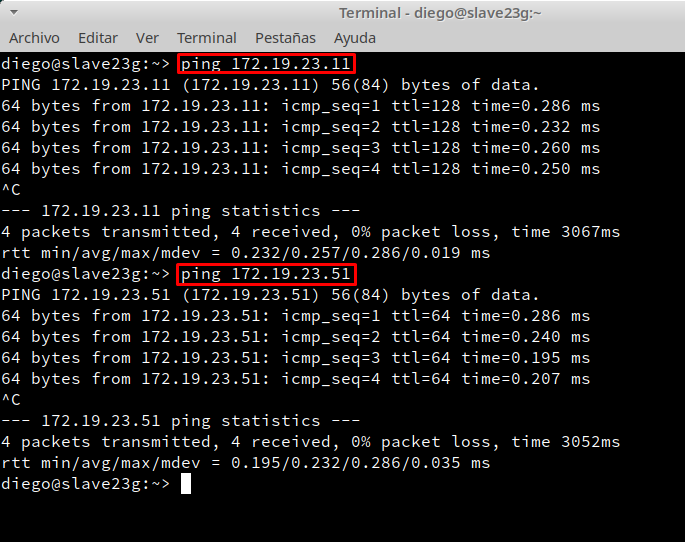 Terminal - diego@slave23g:~
Archivo Editar Ver Terminal Pestañas Ayuda
diego@slave23g:~> ping 172.19.23.11
PING 172.19.23.11 (172.19.23.11) 56(84) bytes of data.
64 bytes from 172.19.23.11: icmp_seq=1 ttl=128 time=0.286 ms
64 bytes from 172.19.23.11: icmp_seq=2 ttl=128 time=0.232 ms
64 bytes from 172.19.23.11: icmp_seq=3 ttl=128 time=0.260 ms
64 bytes from 172.19.23.11: icmp_seq=4 ttl=128 time=0.250 ms
^C
--- 172.19.23.11 ping statistics ---
4 packets transmitted, 4 received, 0% packet loss, time 3067ms
rtt min/avg/max/mdev = 0.232/0.257/0.286/0.019 ms
diego@slave23g:~> ping 172.19.23.51
PING 172.19.23.51 (172.19.23.51) 56(84) bytes of data.
64 bytes from 172.19.23.51: icmp_seq=1 ttl=64 time=0.286 ms
64 bytes from 172.19.23.51: icmp_seq=2 ttl=64 time=0.240 ms
64 bytes from 172.19.23.51: icmp_seq=3 ttl=64 time=0.195 ms
64 bytes from 172.19.23.51: icmp_seq=4 ttl=64 time=0.207 ms
^C
--- 172.19.23.51 ping statistics ---
4 packets transmitted, 4 received, 0% packet loss, time 3052ms
rtt min/avg/max/mdev = 0.195/0.232/0.286/0.035 ms
diego@slave23g:~>